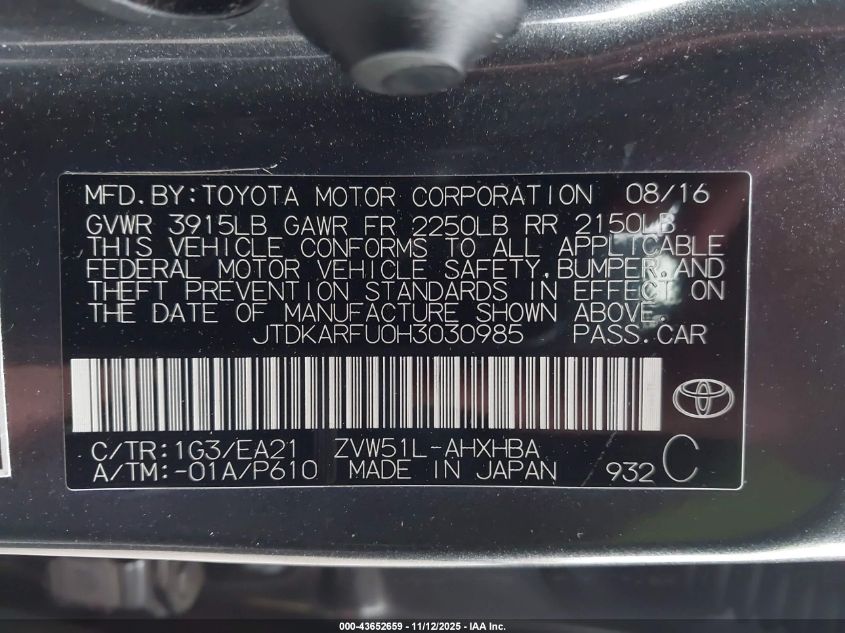 MFD.BY:TOYOTA MOTOR CORPORATION 08/16
GVWR 3915LB GAWR FR 2250LB RR 2150LB
THIS VEHICLE CONFORMS TO ALL APPLICABLE
FEDERAL MOTOR VEHICLE SAFETY,BUMPER,AND
THEFT PREVENTION STANDARDS IN EFFECT ON
THE DATE OF MANUFACTURE SHOWN ABOVE.
JTDKARFU0H3030985 PASS.CAR
C/TR:1G3/EA21 ZVW51L-AHXHBA
A/TM:-01A/P610 MADE IN JAPAN 932 C
000-43652659 - 11/12/2025 - IAA Inc.